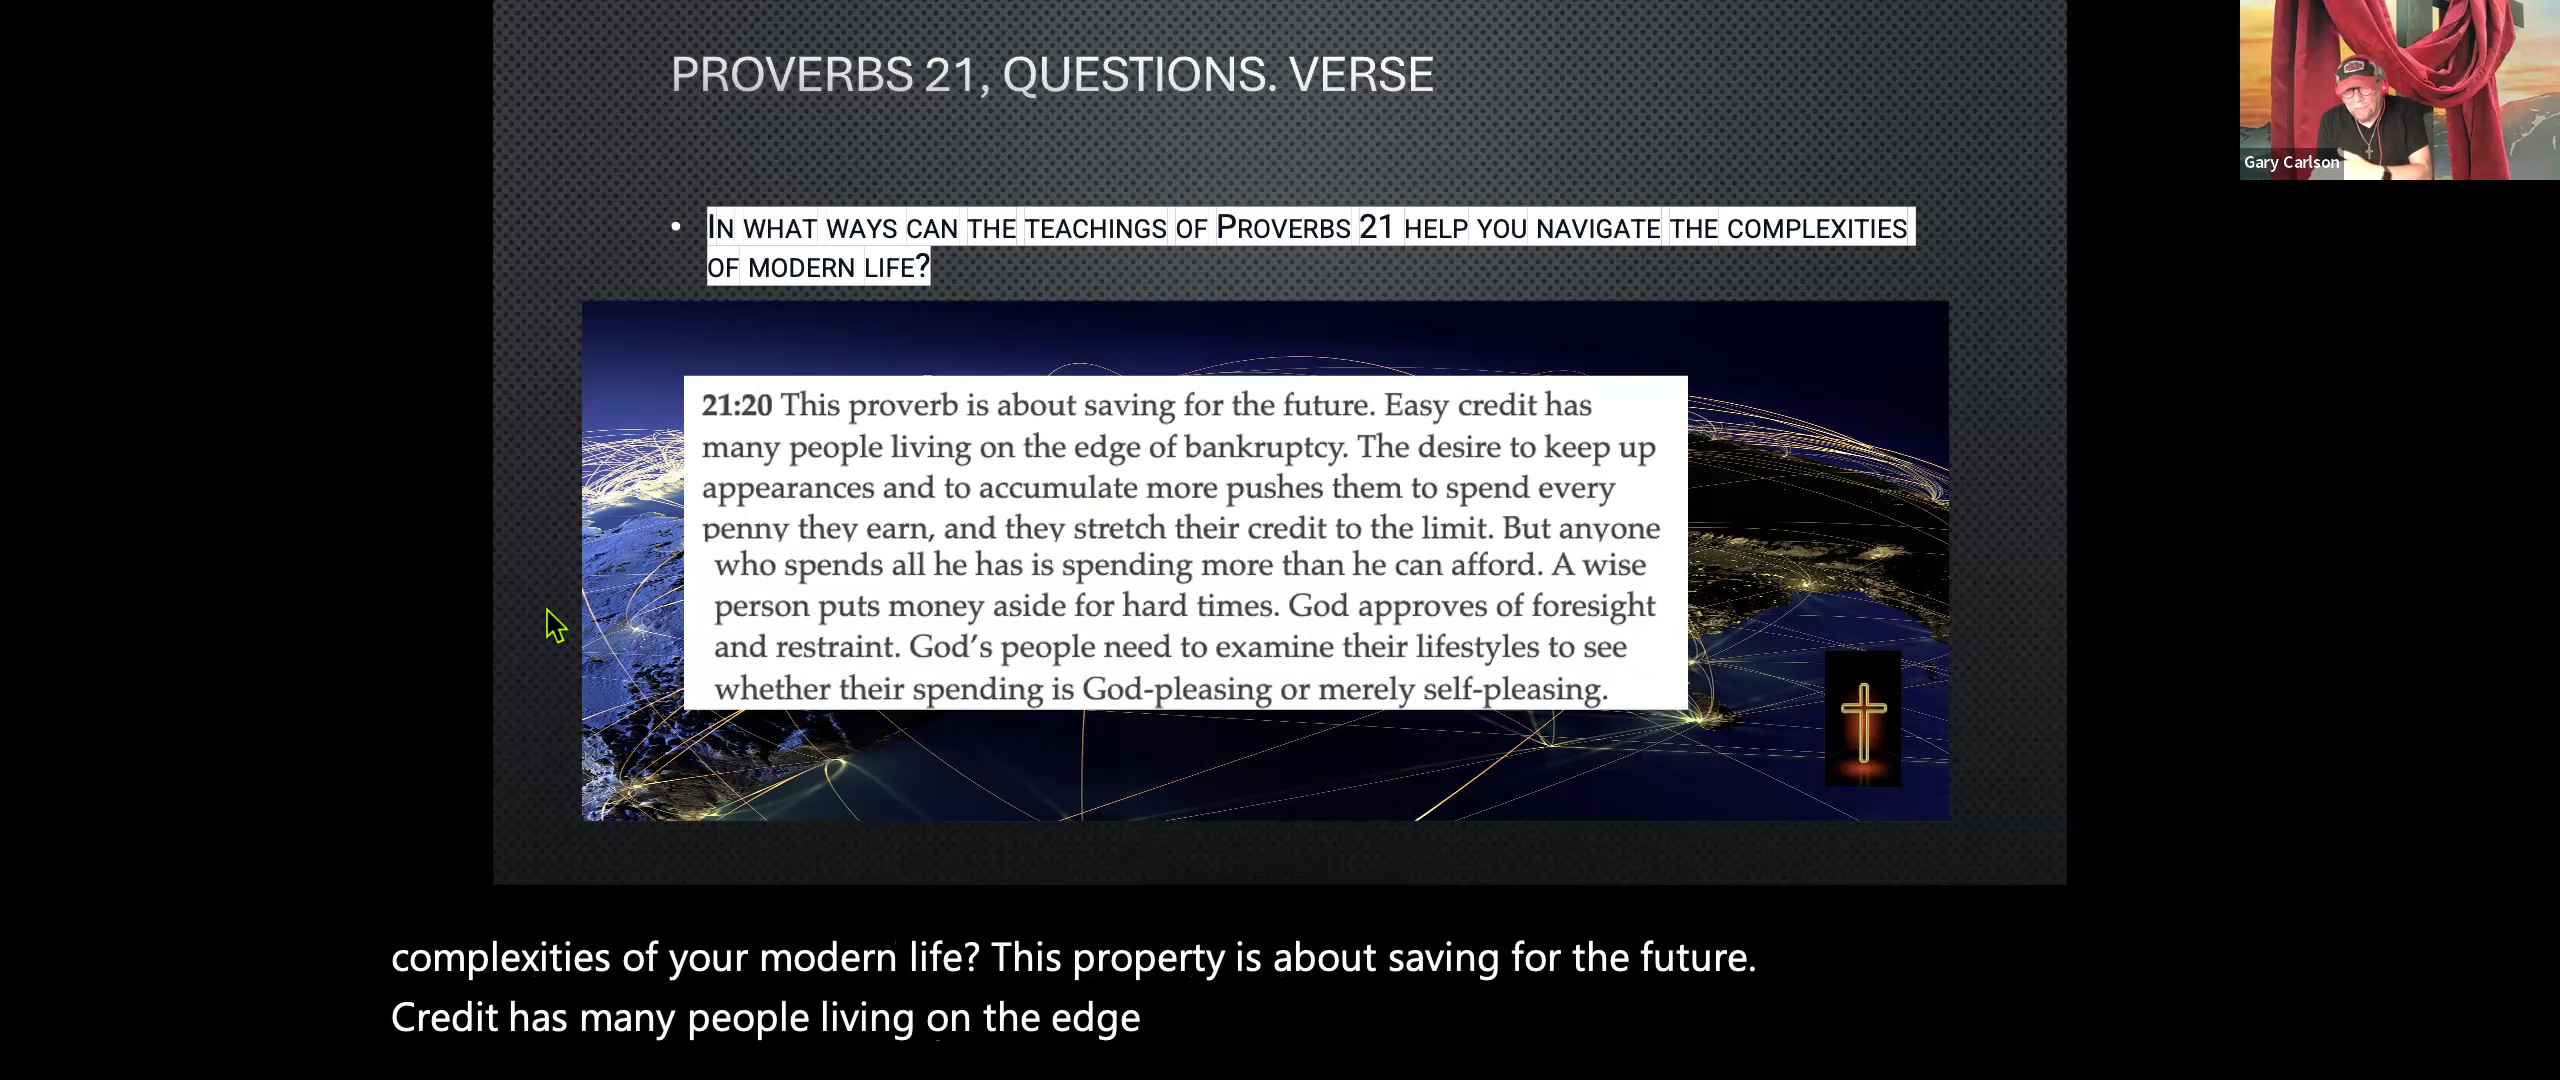 PROVERBS 21, QUESTIONS. VERSE
Gary Carlson
• IN WHAT WAYS CAN THE TEACHINGS OF PROVERBS 21 HELP YOU NAVIGATE THE COMPLEXITIES
OF MODERN LIFE?
21:20 This proverb is about saving for the future. Easy credit has
many people living on the edge of bankruptcy. The desire to keep up
appearances and to accumulate more pushes them to spend every
penny they earn, and they stretch their credit to the limit. But anyone
who spends all he has is spending more than he can afford. A wise
person puts money aside for hard times. God approves of foresight
and restraint. God’s people need to examine their lifestyles to see
whether their spending is God-pleasing or merely self-pleasing.
complexities of your modern life? This property is about saving for the future.
Credit has many people living on the edge